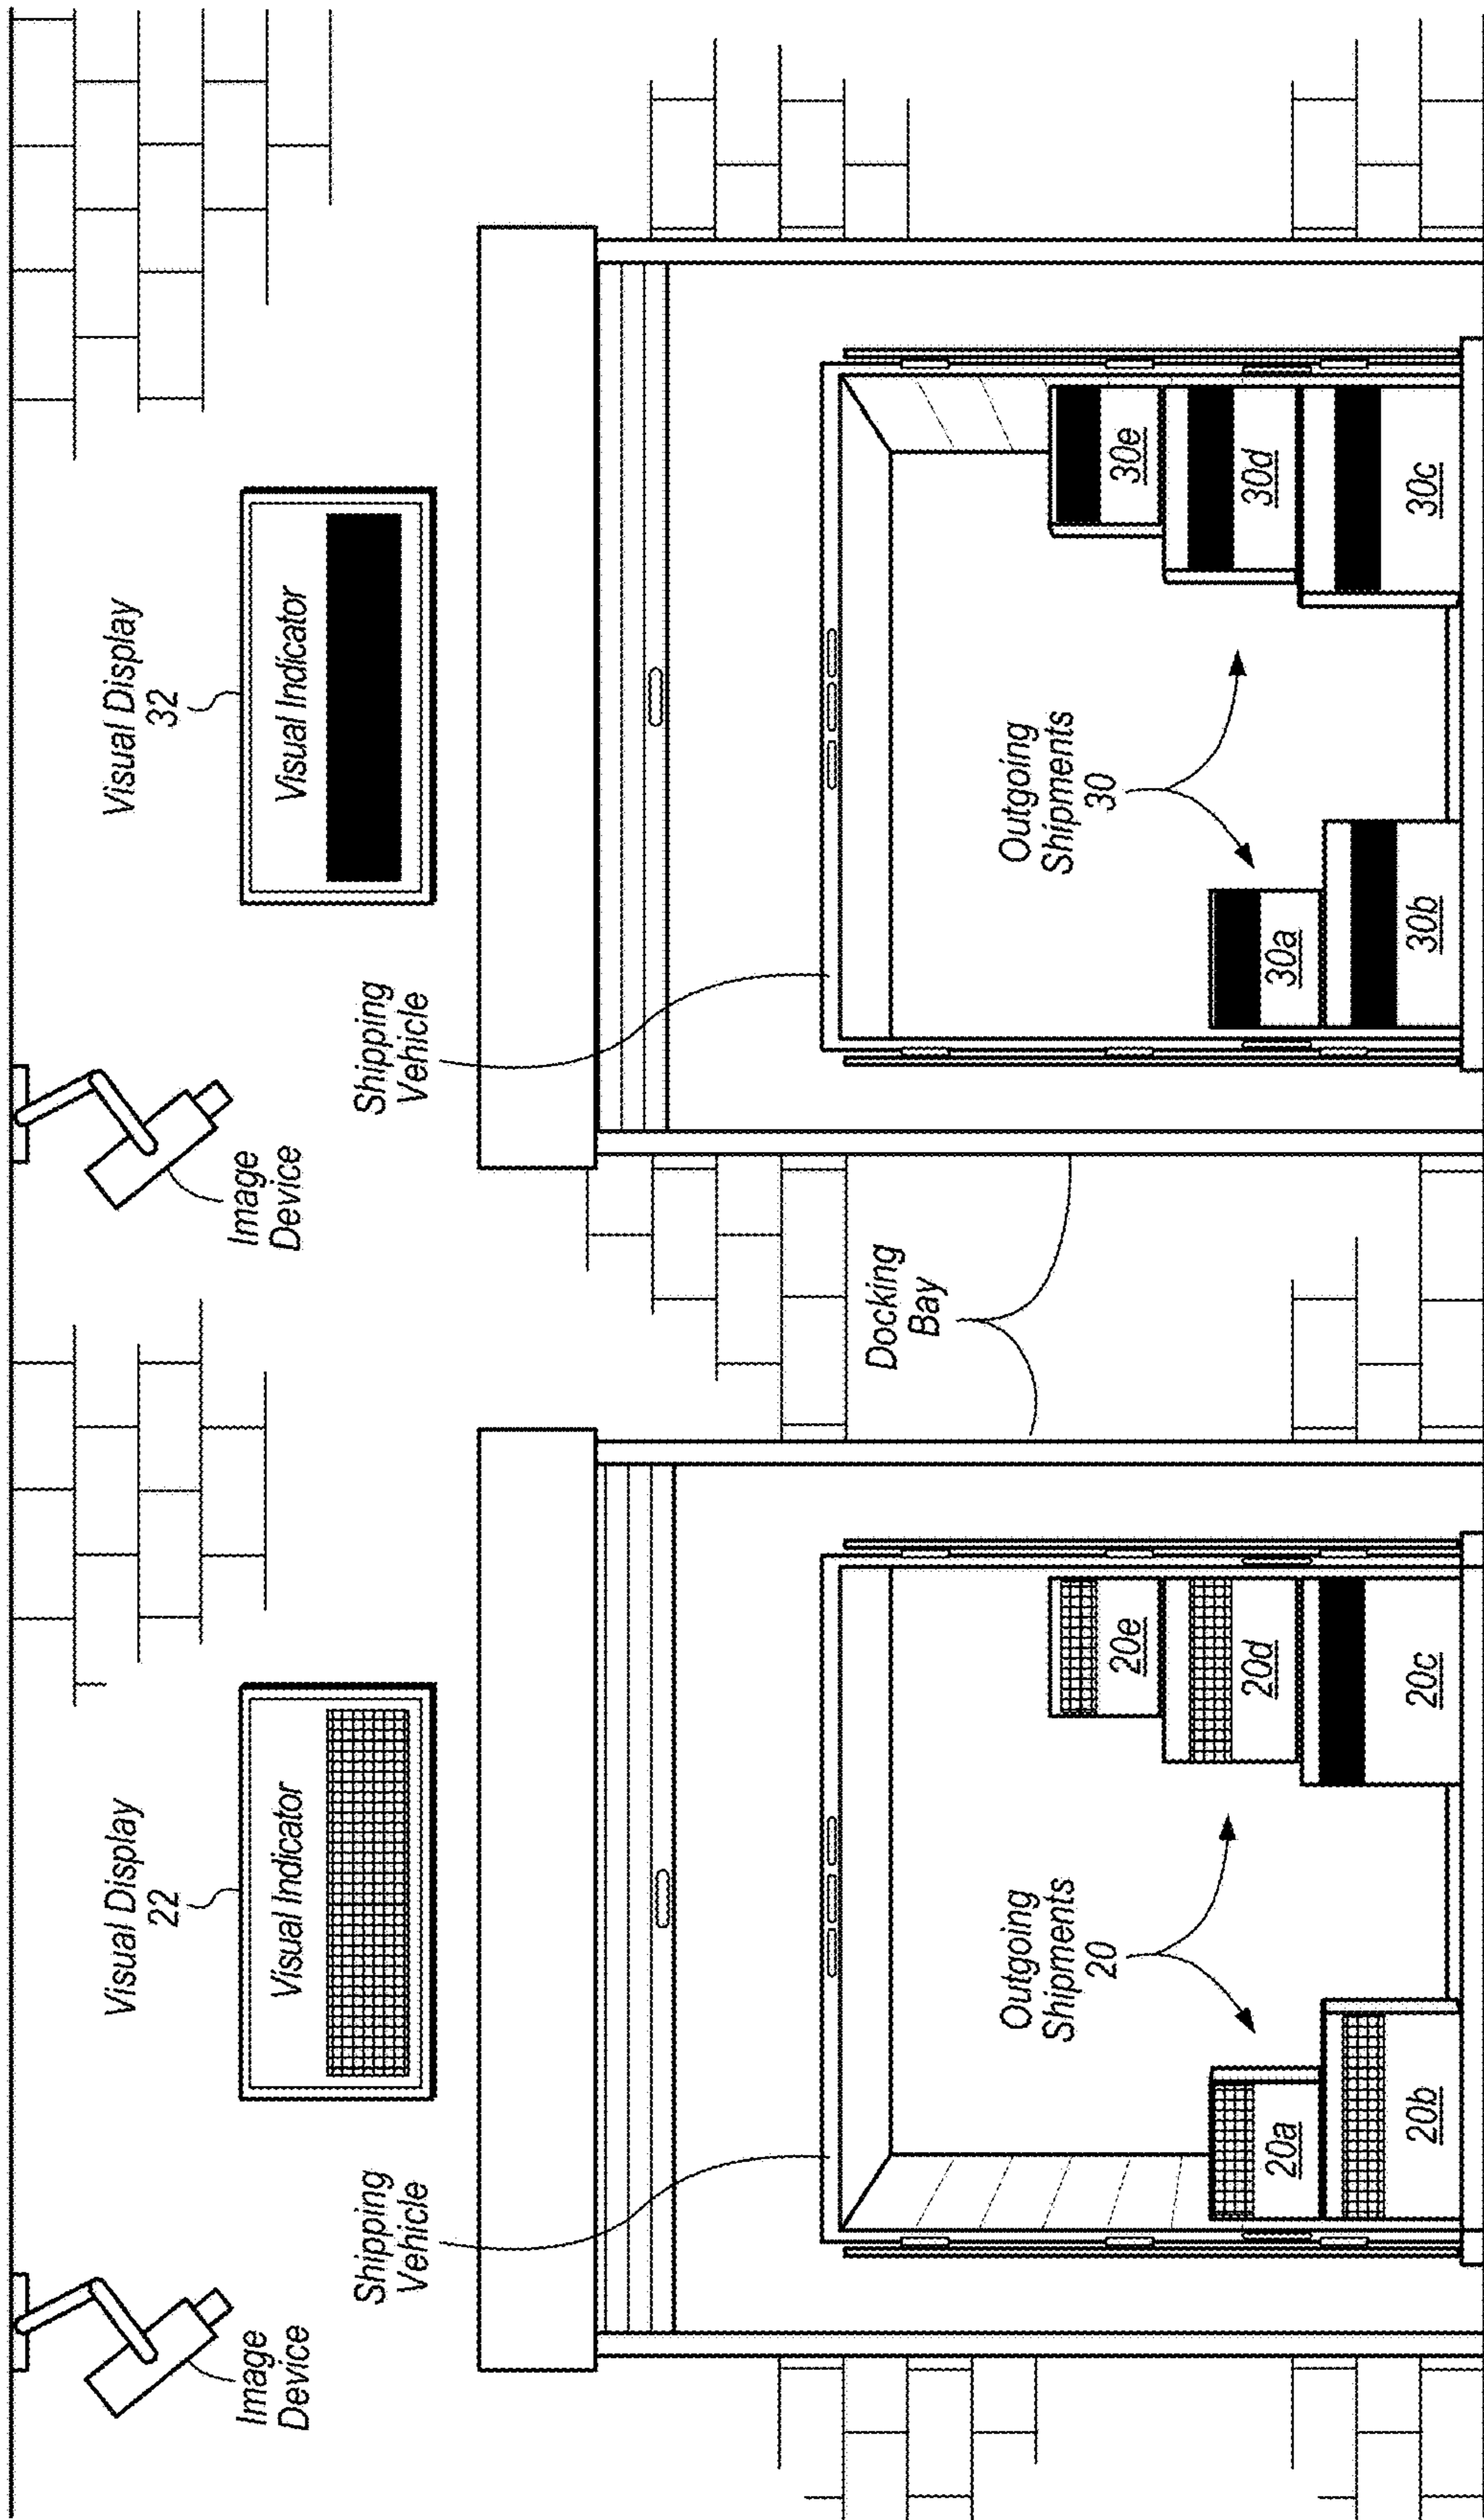 Visual Display
22
Visual Indicator
Image
Device
Shipping
Vehicle
Outgoing
Shipments
20
20a
20b
20e
20d
20c
Docking
Bay
Visual Display
32
Visual Indicator
Image
Device
Shipping
Vehicle
Outgoing
Shipments
30
30a
30b
30e
30d
30c